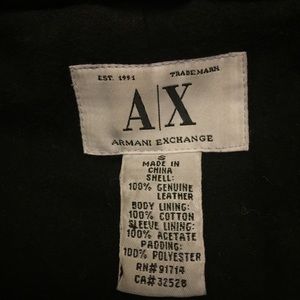 EST. 1991 TRADEMARK
A|X
ARMANI EXCHANGE
S
MADE IN
CHINA
SHELL:
100% GENUINE
LEATHER
BODY LINING:
100% COTTON
SLEEVE LINING:
100% ACETATE
PADDING:
100% POLYESTER
RN# 91714
CA# 32528